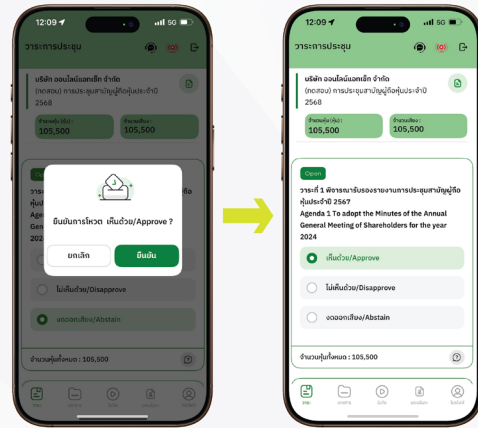 12:09
5G
วาระการประชุม
บริษัท ออนไลน์แอทเซ็ท จำกัด
(ทดสอบ) การประชุมสามัญผู้ถือหุ้นประจำปี
2568
จำนวนหุ้น (หุ้น) :
105,500
จำนวนเสียง :
105,500
ยืนยันการโหวต เห็นด้วย/Approve ?
ยกเลิก
ยืนยัน
ไม่เห็นด้วย/Disapprove
งดออกเสียง/Abstain
จำนวนหุ้นทั้งหมด : 105,500
12:09
5G
วาระการประชุม
บริษัท ออนไลน์แอทเซ็ท จำกัด
(ทดสอบ) การประชุมสามัญผู้ถือหุ้นประจำปี
2568
จำนวนหุ้น (หุ้น) :
105,500
จำนวนเสียง :
105,500
Open
วาระที่ 1 พิจารณารับรองรายงานการประชุมสามัญผู้ถือ
หุ้นประจำปี 2567
Agenda 1 To adopt the Minutes of the Annual
General Meeting of Shareholders for the year
2024
เห็นด้วย/Approve
ไม่เห็นด้วย/Disapprove
งดออกเสียง/Abstain
จำนวนหุ้นทั้งหมด : 105,500
วาระ